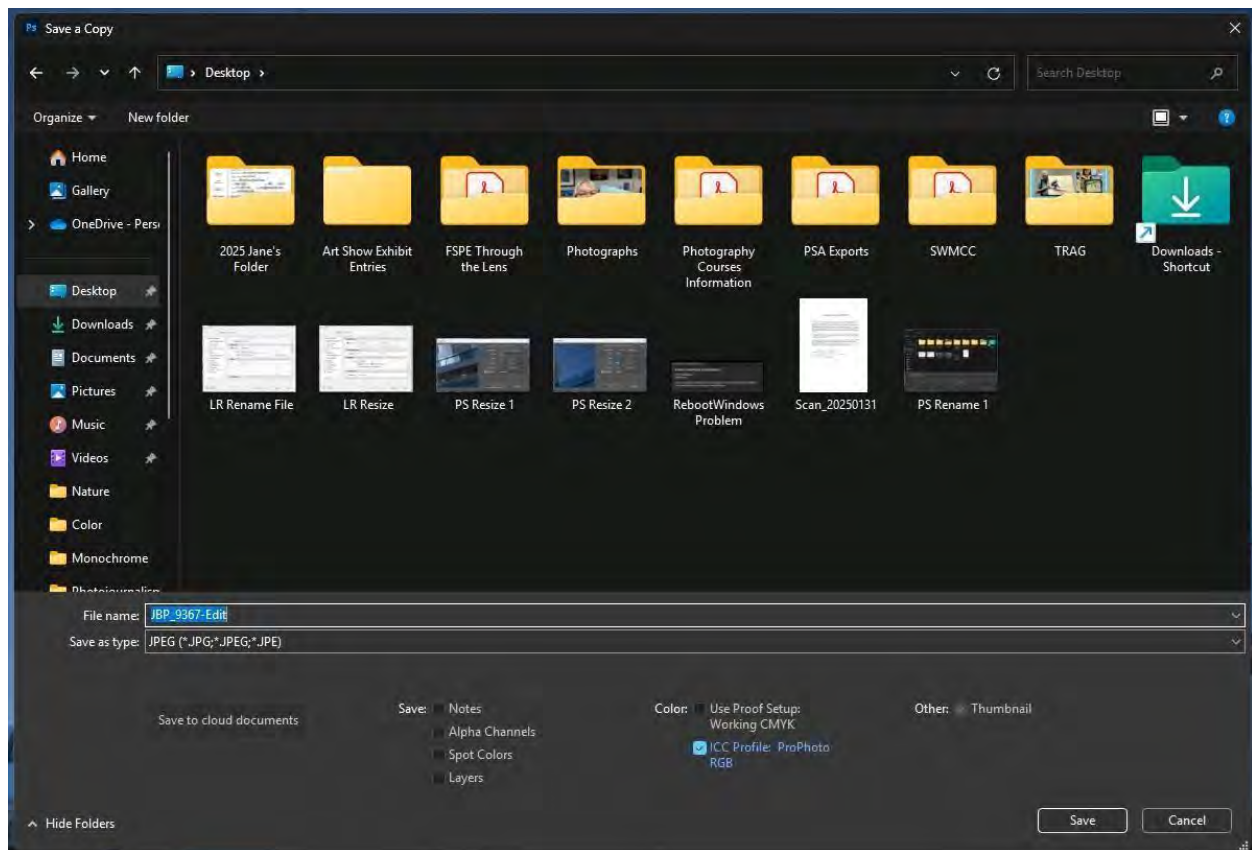 Ps Save a Copy
Desktop
Search Desktop
Organize
New folder
Home
Gallery
OneDrive - Pers
Desktop
Downloads
Documents
Pictures
Music
Videos
Nature
Color
Monochrome
Photojournalism
2025 Jane's
Folder
Art Show Exhibit
Entries
FSPE Through
the Lens
Photographs
Photography
Courses
Information
PSA Exports
SWMCC
TRAG
Downloads -
Shortcut
LR Rename File
LR Resize
PS Resize 1
PS Resize 2
RebootWindows
Problem
Scan_20250131
PS Rename 1
File name: JBP_9367-Edit
Save as type: JPEG (*.JPG;*.JPEG;*.JPE)
Save to cloud documents
Save: Notes
Alpha Channels
Spot Colors
Layers
Color: Use Proof Setup:
Working CMYK
ICC Profile: ProPhoto
RGB
Other: Thumbnail
Hide Folders
Save
Cancel